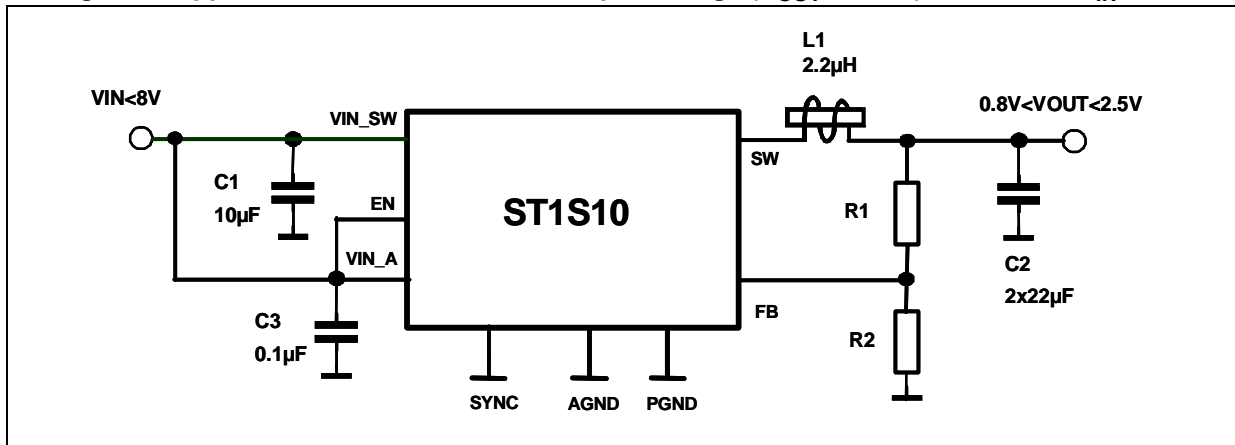 L1
2.2µH
VIN<8V
0.8V<VOUT<2.5V
VIN_SW
SW
C1
10µF
EN
ST1S10
R1
VIN_A
C2
2x22µF
FB
C3
0.1µF
R2
SYNC
AGND
PGND